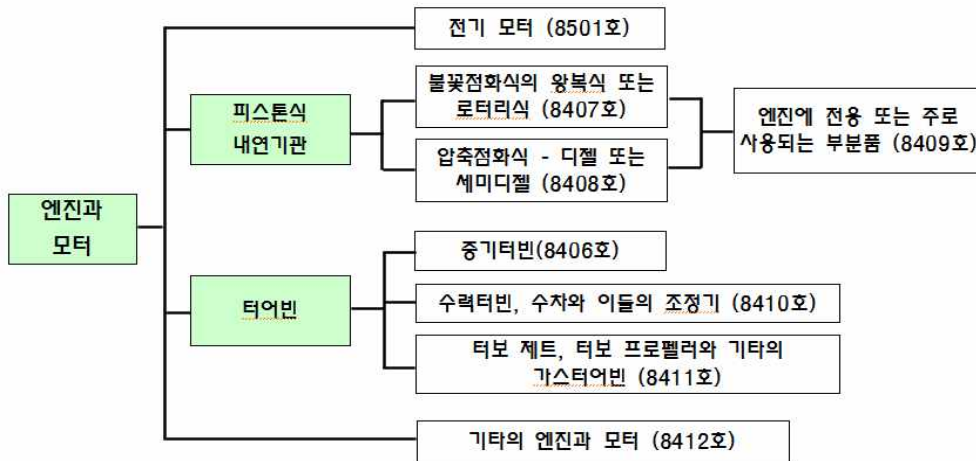 전기 모터 (8501호)
불꽃점화식의 왕복식 또는
로터리식 (8407호)
피스톤식
내연기관
엔진에 전용 또는 주로
사용되는 부분품 (8409호)
압축점화식 - 디젤 또는
세미디젤 (8408호)
엔진과
모터
증기터빈(8406호)
터어빈
수력터빈, 수차와 이들의 조정기 (8410호)
터보 제트, 터보 프로펠러와 기타의
가스터어빈 (8411호)
기타의 엔진과 모터 (8412호)